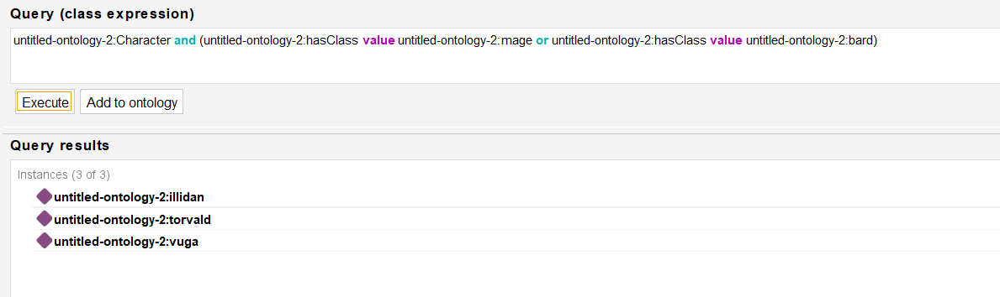 Query (class expression)
untitled-ontology-2:Character and (untitled-ontology-2:hasClass value untitled-ontology-2:mage or untitled-ontology-2:hasClass value untitled-ontology-2:bard)
Execute Add to ontology
Query results
Instances (3 of 3)
untitled-ontology-2:illidan
untitled-ontology-2:torvald
untitled-ontology-2:vuga